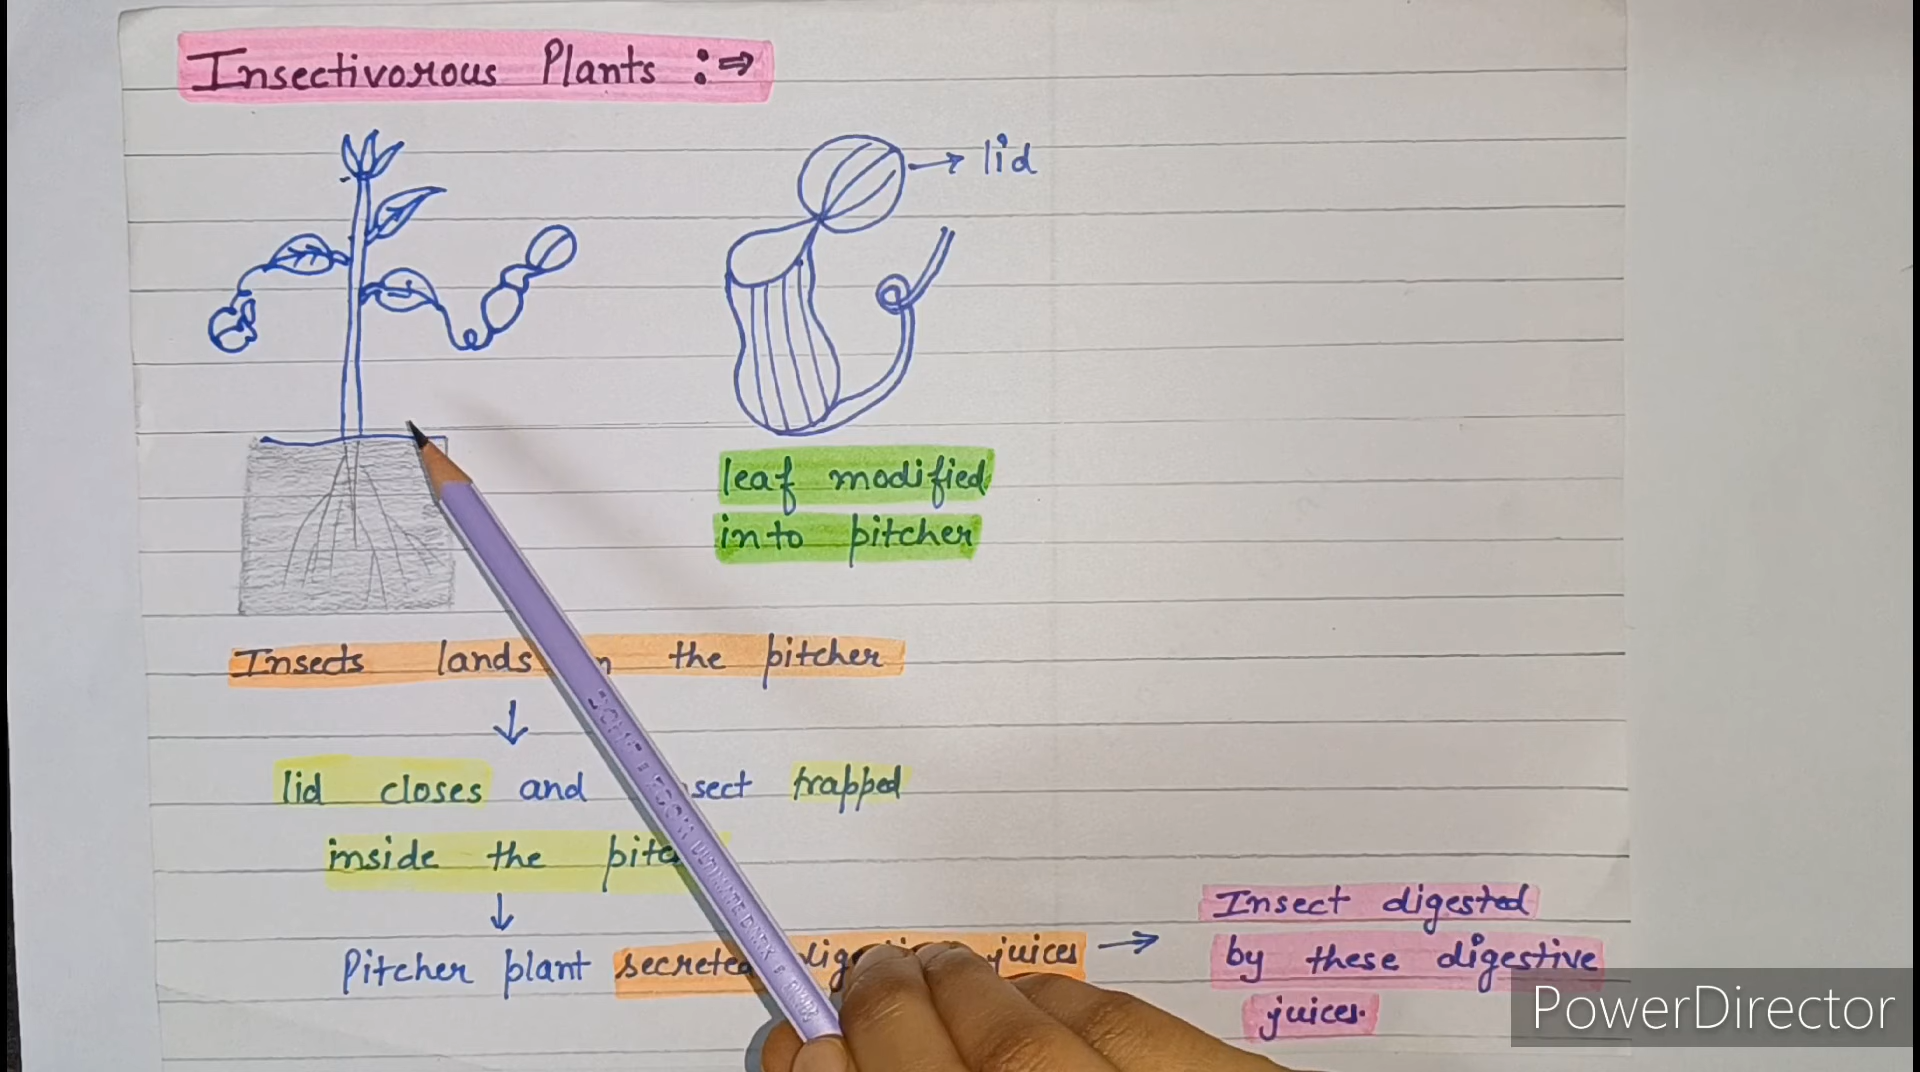 Insectivorous Plants :⇒
→ lid
leaf modified
into pitcher
Insects lands the pitcher
↓
lid closes and trapped
inside the
↓
Pitcher plant juices →
Insect digested
by these digestive
juices.
PowerDirector